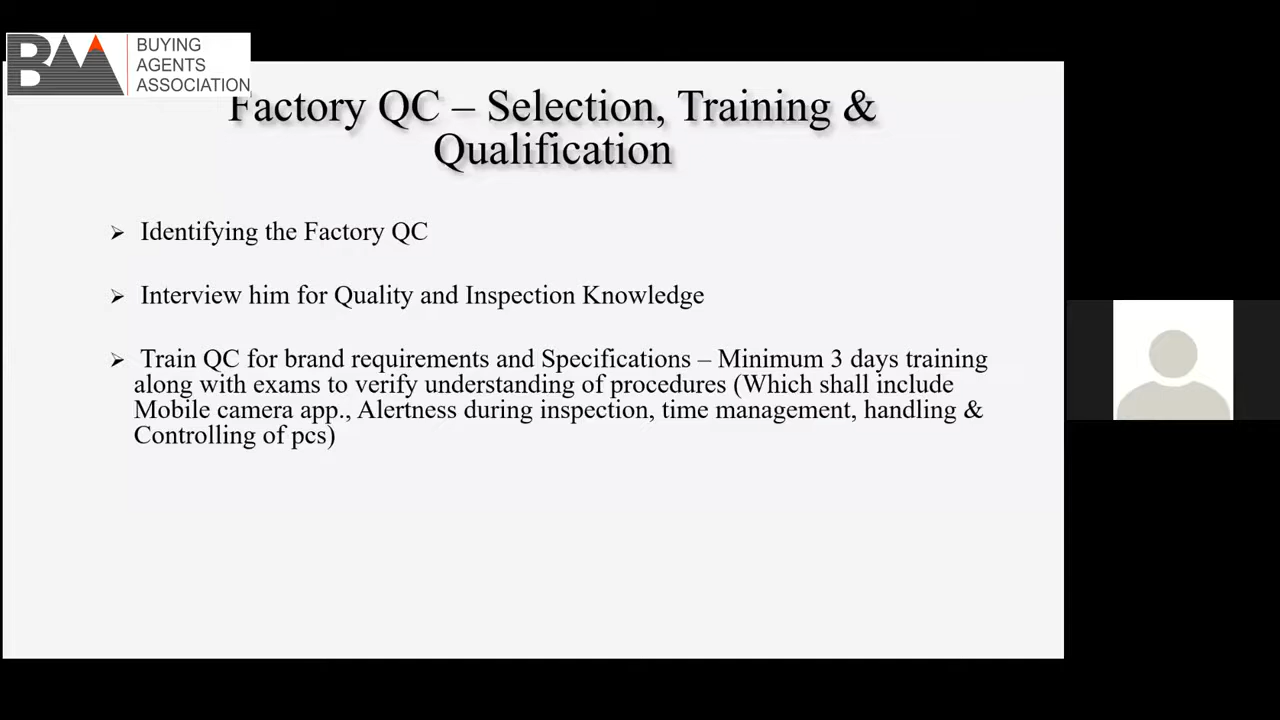 BAA
BUYING
AGENTS
ASSOCIATION
Factory QC – Selection, Training &
Qualification
➢ Identifying the Factory QC
➢ Interview him for Quality and Inspection Knowledge
➢ Train QC for brand requirements and Specifications – Minimum 3 days training
along with exams to verify understanding of procedures (Which shall include
Mobile camera app., Alertness during inspection, time management, handling &
Controlling of pcs)